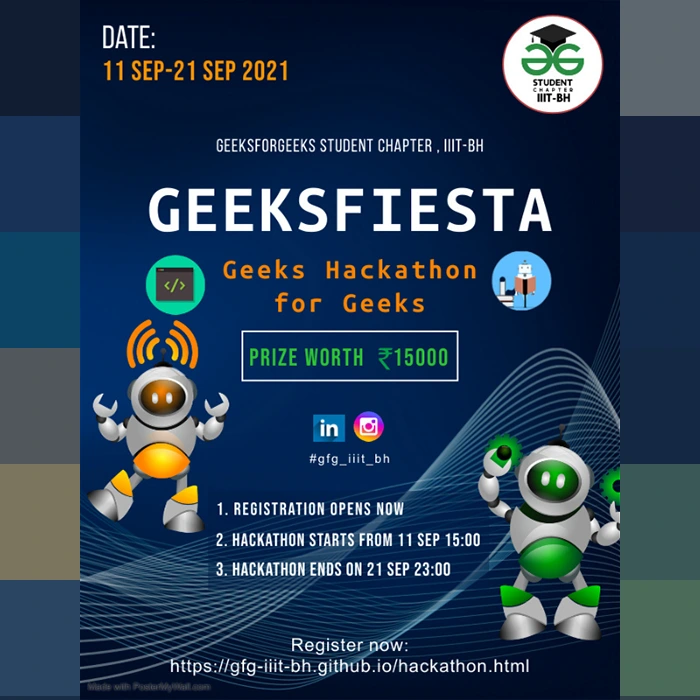 DATE:
11 SEP-21 SEP 2021
STUDENT
CHAPTER
IIIT-BH
GEEKSFORGEEKS STUDENT CHAPTER , IIIT-BH
GEEKSFIESTA
Geeks Hackathon
for Geeks
</>
PRIZE WORTH ₹15000
in
#gfg_iiit_bh
1. REGISTRATION OPENS NOW
2. HACKATHON STARTS FROM 11 SEP 15:00
3. HACKATHON ENDS ON 21 SEP 23:00
Register now:
https://gfg-iiit-bh.github.io/hackathon.html
Made with PosterMyWall.com